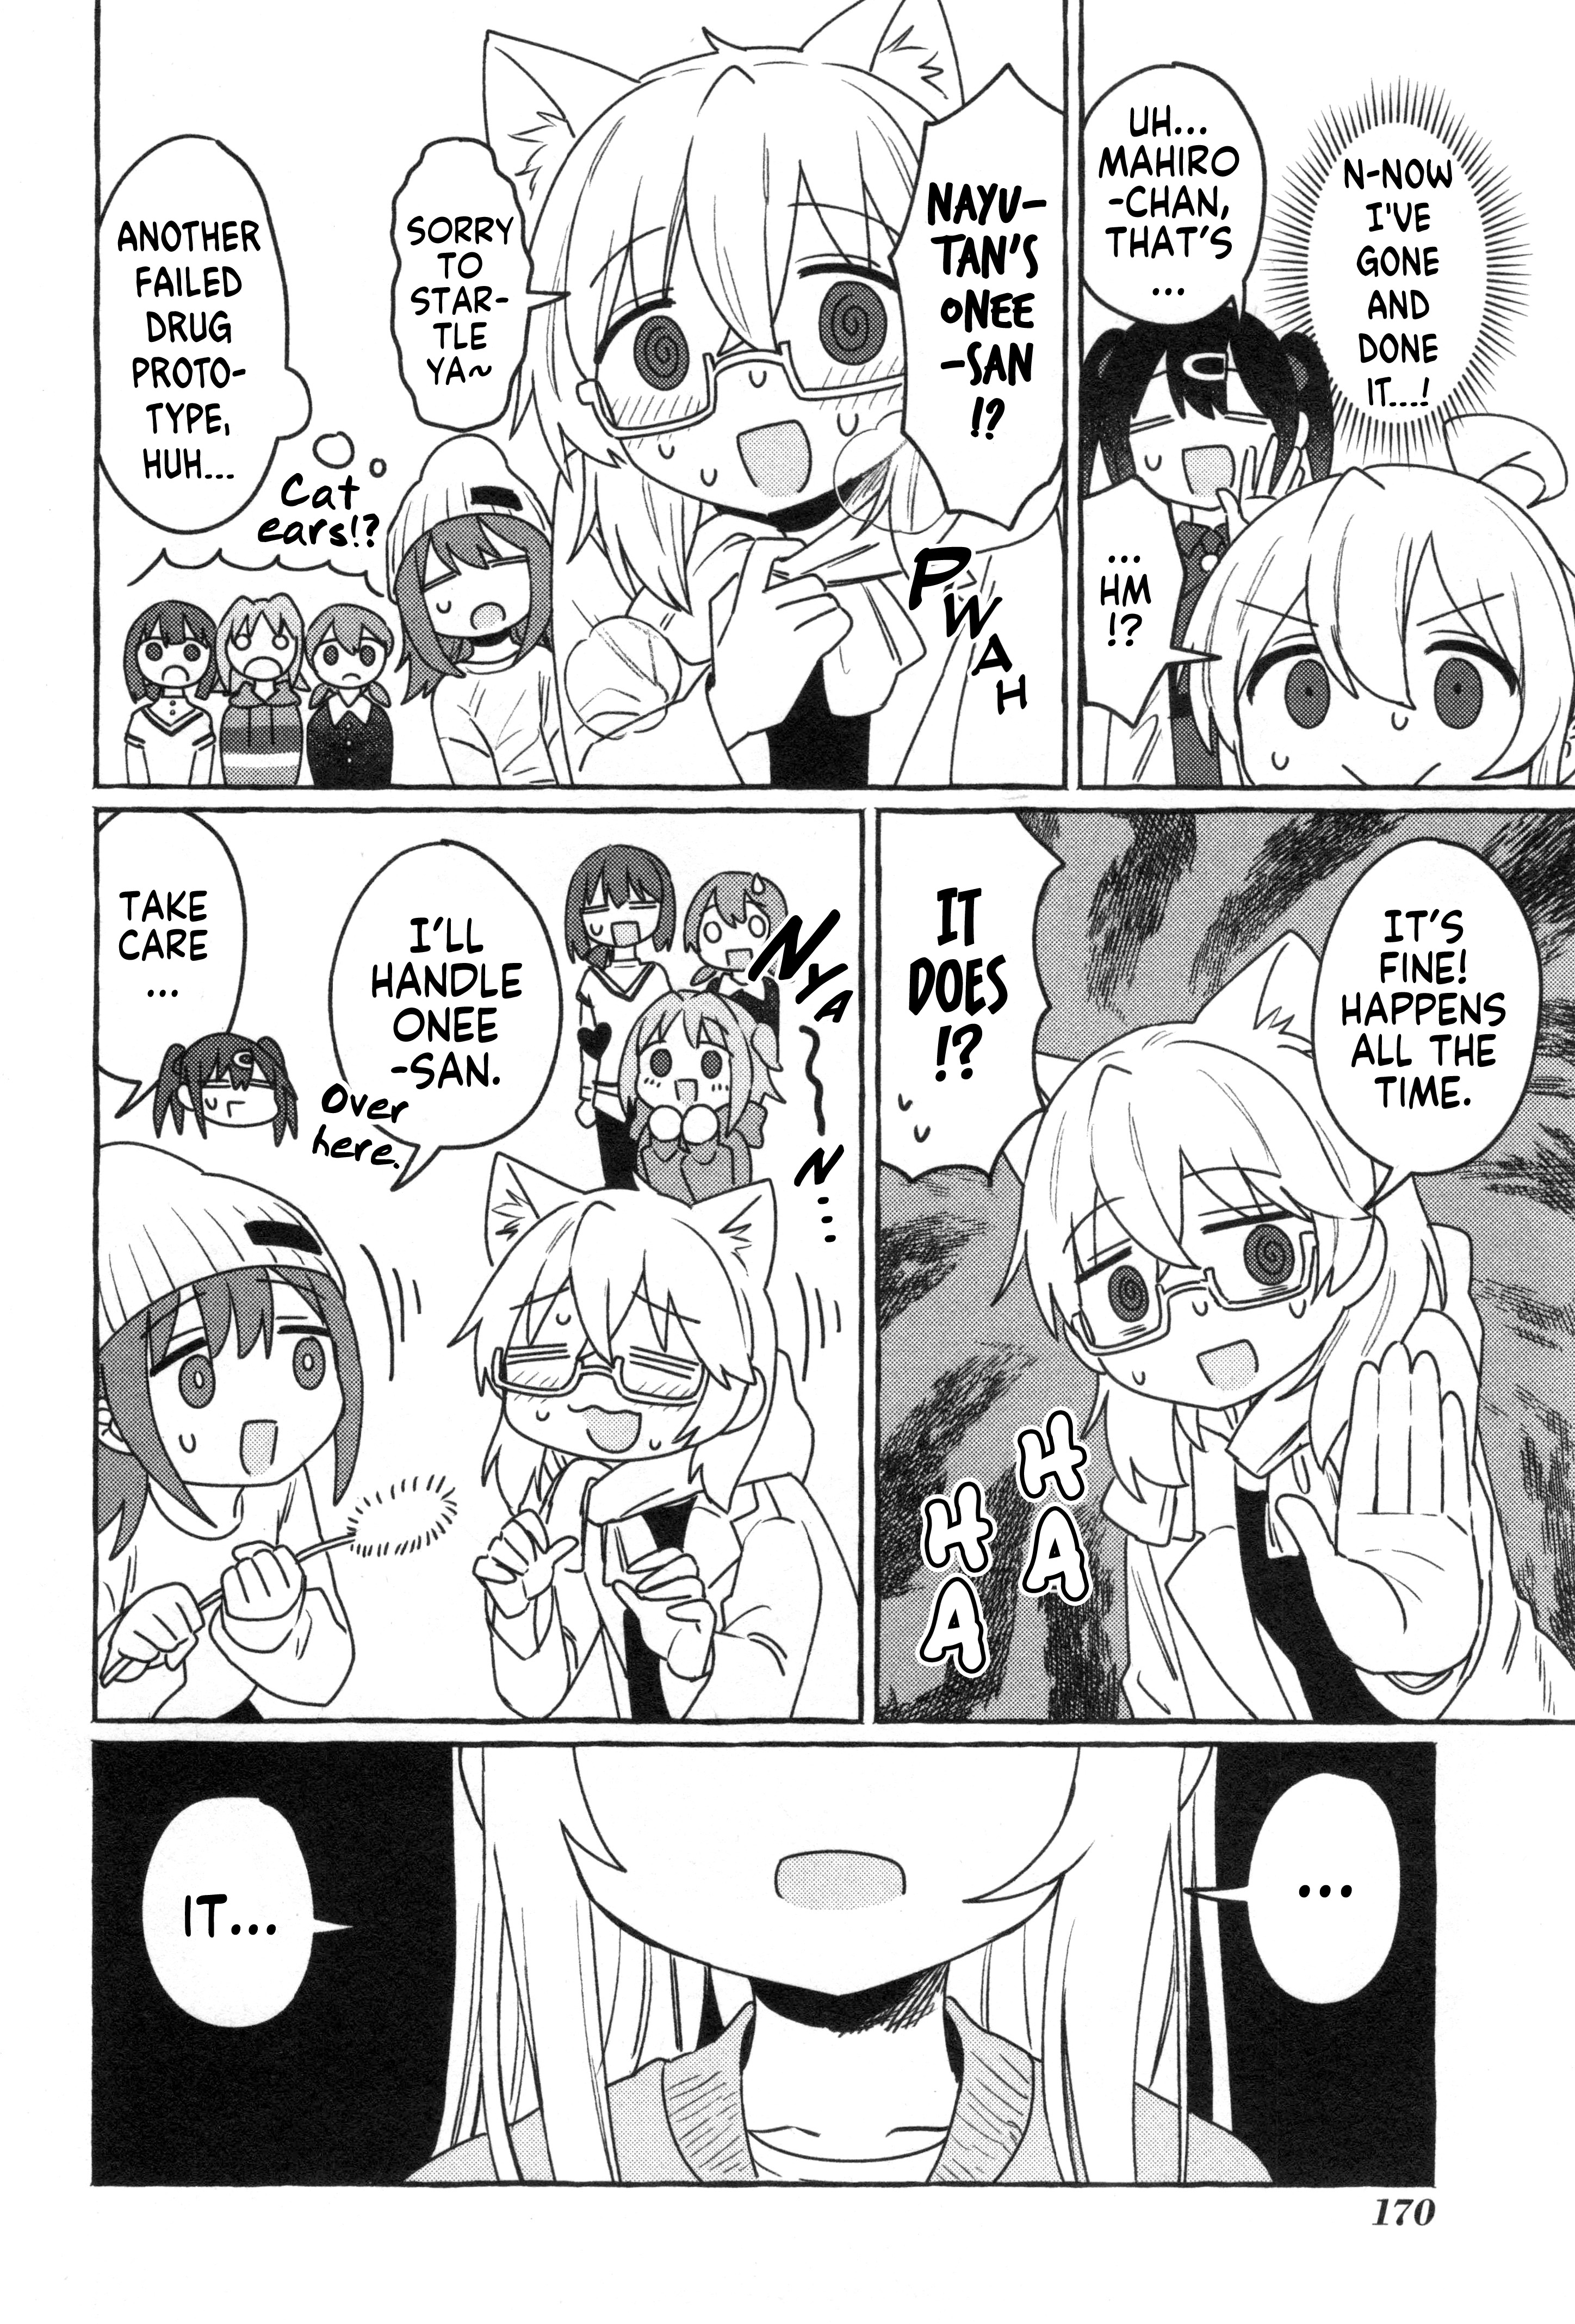 N-NOW
I'VE
GONE
AND
DONE
IT...!
UH...
MAHIRO
-CHAN,
THAT'S
...
...
HM
!?
NAYU-
TAN'S
ONEE
-SAN
!?
PWAH
SORRY
TO
STAR-
TLE
YA~
ANOTHER
FAILED
DRUG
PROTO-
TYPE,
HUH...
Cat
ears!?
IT'S
FINE!
HAPPENS
ALL THE
TIME.
IT
DOES
!?
HA
HA
NYA
N...
I'LL
HANDLE
ONEE
-SAN.
Over
here.
TAKE
CARE
...
...
IT...
170